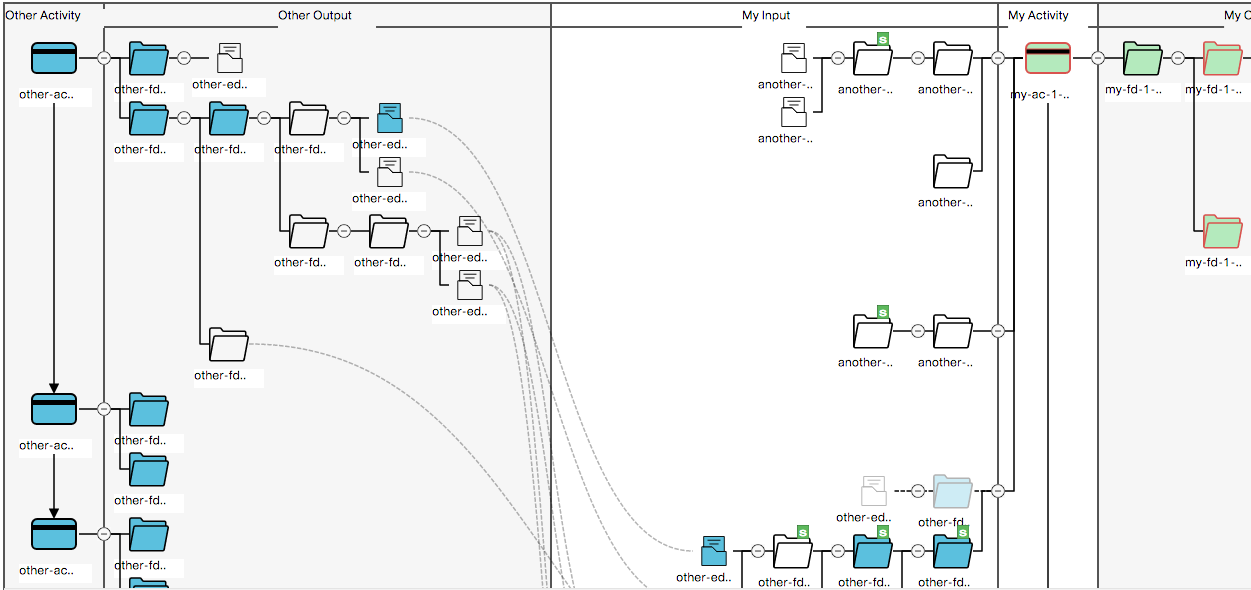 Other Activity
Other Output
My Input
My Activity
My O
other-ed..
other-ac..
other-fd..
S
another-..
another-..
another-..
my-ac-1-..
my-fd-1-..
my-fd-1-..
another-..
other-fd..
other-fd..
other-fd..
other-ed..
other-ed..
another-..
other-fd..
other-fd..
other-ed..
my-fd-1-..
other-ed..
S
other-fd..
another-..
another-..
other-ac..
other-fd..
other-fd..
other-ed..
other-fd..
S
S
S
other-ac..
other-fd..
other-ed..
other-fd..
other-fd..
other-fd..